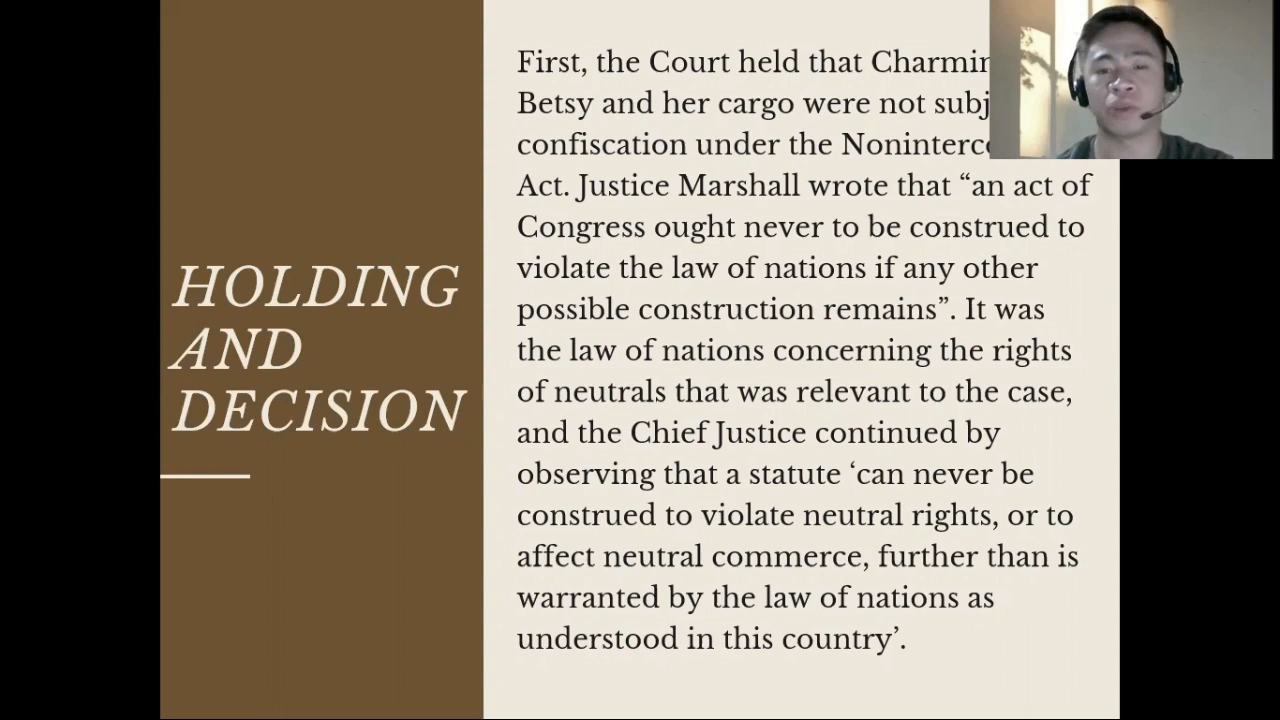 HOLDING
AND
DECISION
First, the Court held that
Betsy and her cargo were not
confiscation under the
Act. Justice Marshall wrote that “an act of
Congress ought never to be construed to
violate the law of nations if any other
possible construction remains”. It was
the law of nations concerning the rights
of neutrals that was relevant to the case,
and the Chief Justice continued by
observing that a statute ‘can never be
construed to violate neutral rights, or to
affect neutral commerce, further than is
warranted by the law of nations as
understood in this country’.